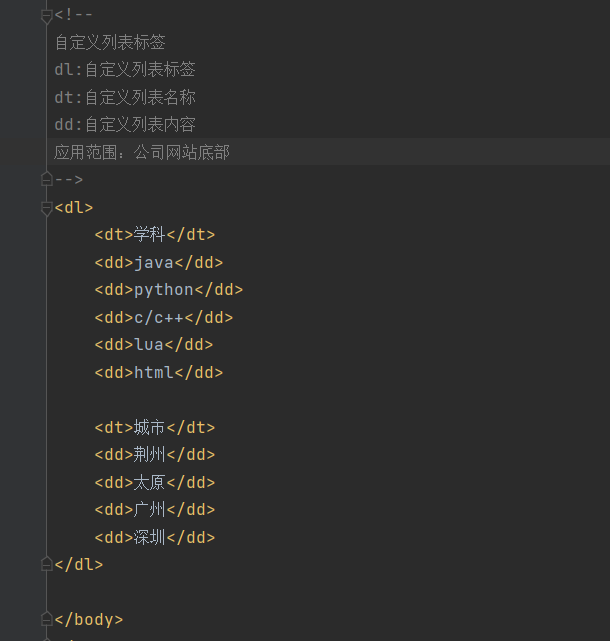 <!--
自定义列表标签
dl:自定义列表标签
dt:自定义列表名称
dd:自定义列表内容
应用范围：公司网站底部
-->
<dl>
    <dt>学科</dt>
    <dd>java</dd>
    <dd>python</dd>
    <dd>c/c++</dd>
    <dd>lua</dd>
    <dd>html</dd>

    <dt>城市</dt>
    <dd>荆州</dd>
    <dd>太原</dd>
    <dd>广州</dd>
    <dd>深圳</dd>
</dl>

</body>